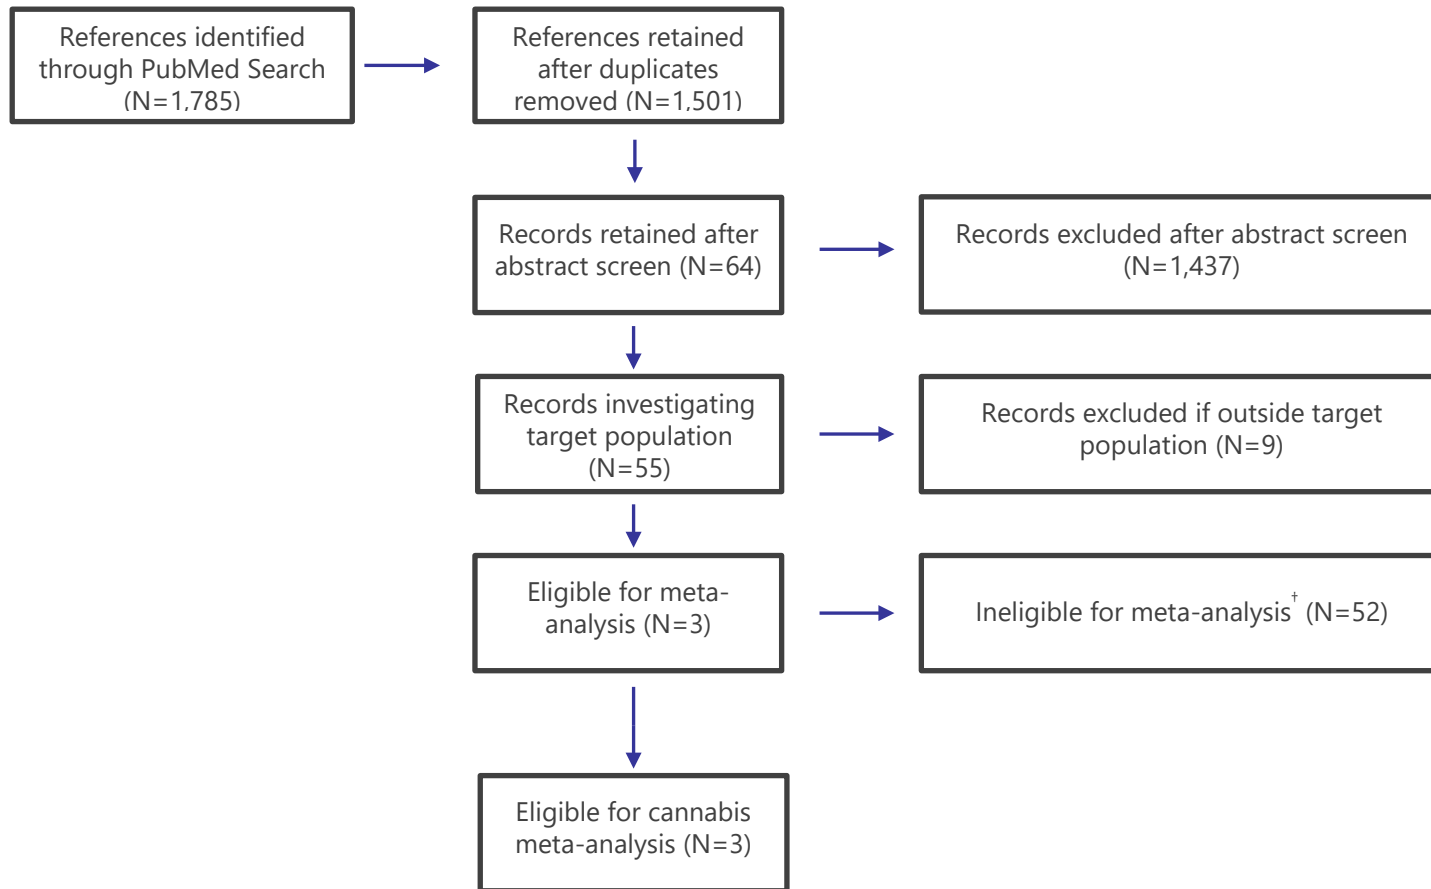 References identified
through PubMed Search
(N=1,785)
References retained
after duplicates
removed (N=1,501)
Records retained after
abstract screen (N=64)
Records excluded after abstract screen
(N=1,437)
Records investigating
target population
(N=55)
Records excluded if outside target
population (N=9)
Eligible for meta-
analysis (N=3)
Ineligible for meta-analysis† (N=52)
Eligible for cannabis
meta-analysis (N=3)